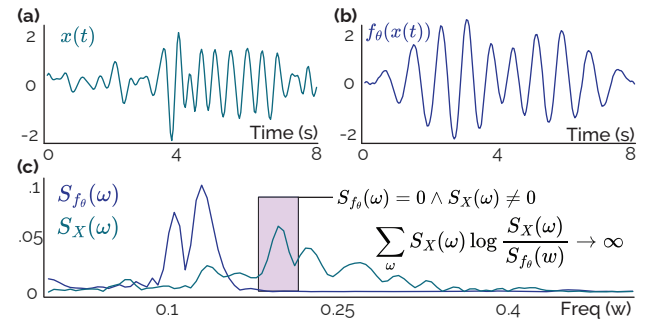 (a)
x(t)
2
0
-2
Time (s)
0 4 8
(b)
f_θ(x(t))
2
0
-2
Time (s)
0 4 8
(c)
.1
.05
0
S_{f_θ}(ω)
S_X(ω)
S_{f_θ}(ω) = 0 ∧ S_X(ω) ≠ 0
∑_ω S_X(ω) log S_X(ω)/S_{f_θ}(w) → ∞
0.1 0.25 0.4 Freq (w)